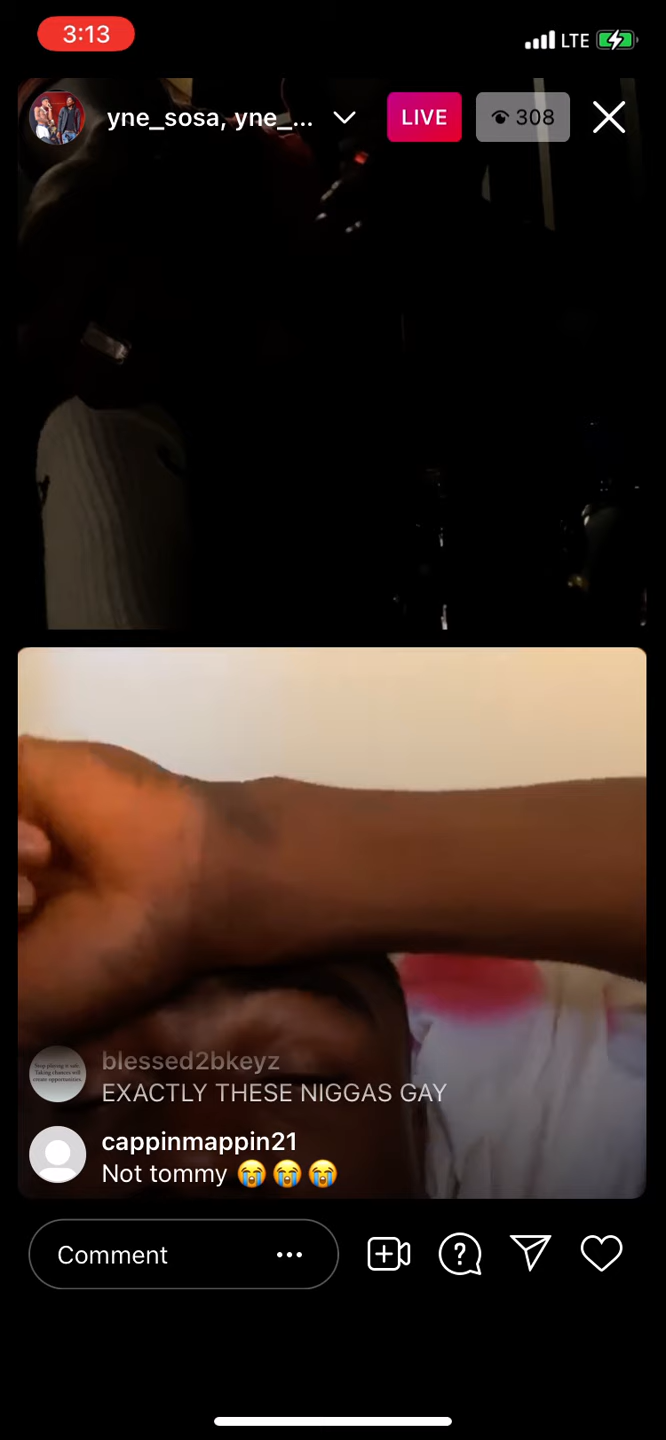 3:13
LTE
yne_sosa, yne_...
LIVE
308
blessed2bkeyz
EXACTLY THESE NIGGAS GAY
cappinmappin21
Not tommy 😭😭😭
Comment